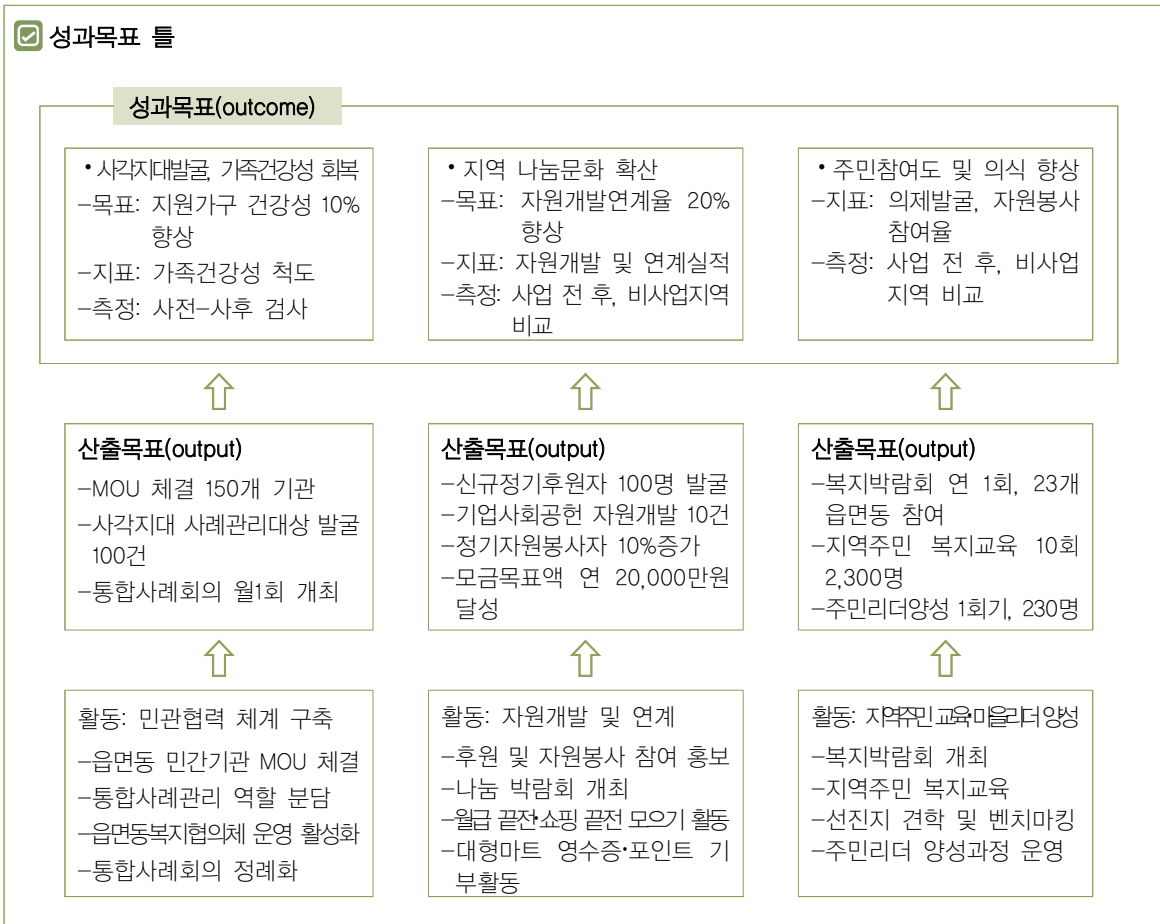 성과목표 틀
성과목표(outcome)
•사각지대발굴, 가족건강성 회복
-목표: 지원가구 건강성 10%
향상
-지표: 가족건강성 척도
-측정: 사전-사후 검사
•지역 나눔문화 확산
-목표: 자원개발연계율 20%
향상
-지표: 자원개발 및 연계실적
-측정: 사업 전 후, 비사업지역
비교
•주민참여도 및 의식 향상
-지표: 의제발굴, 자원봉사
참여율
-측정: 사업 전 후, 비사업
지역 비교
산출목표(output)
-MOU 체결 150개 기관
-사각지대 사례관리대상 발굴
100건
-통합사례회의 월1회 개최
산출목표(output)
-신규정기후원자 100명 발굴
-기업사회공헌 자원개발 10건
-정기자원봉사자 10%증가
-모금목표액 연 20,000만원
달성
산출목표(output)
-복지박람회 연 1회, 23개
읍면동 참여
-지역주민 복지교육 10회
2,300명
-주민리더양성 1회기, 230명
활동: 민관협력 체계 구축
-읍면동 민간기관 MOU 체결
-통합사례관리 역할 분담
-읍면동복지협의체 운영 활성화
-통합사례회의 정례화
활동: 자원개발 및 연계
-후원 및 자원봉사 참여 홍보
-나눔 박람회 개최
-월급 끝전•쇼핑 끝전 모으기 활동
-대형마트 영수증•포인트 기
부활동
활동: 지역주민교육•마을리더양성
-복지박람회 개최
-지역주민 복지교육
-선진지 견학 및 벤치마킹
-주민리더 양성과정 운영